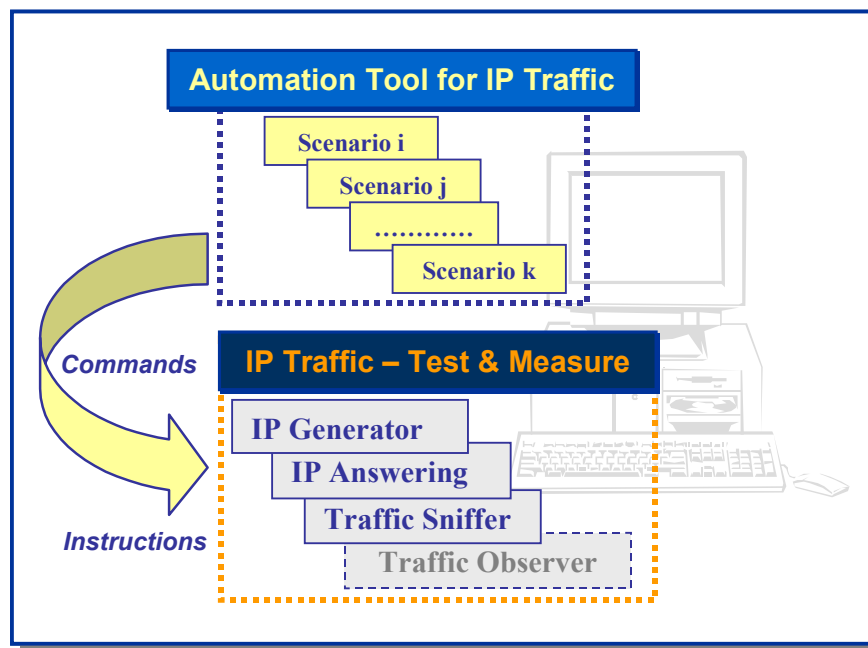 Automation Tool for IP Traffic
Scenario i
Scenario j
............
Scenario k
Commands
IP Traffic – Test & Measure
IP Generator
IP Answering
Traffic Sniffer
Instructions
Traffic Observer